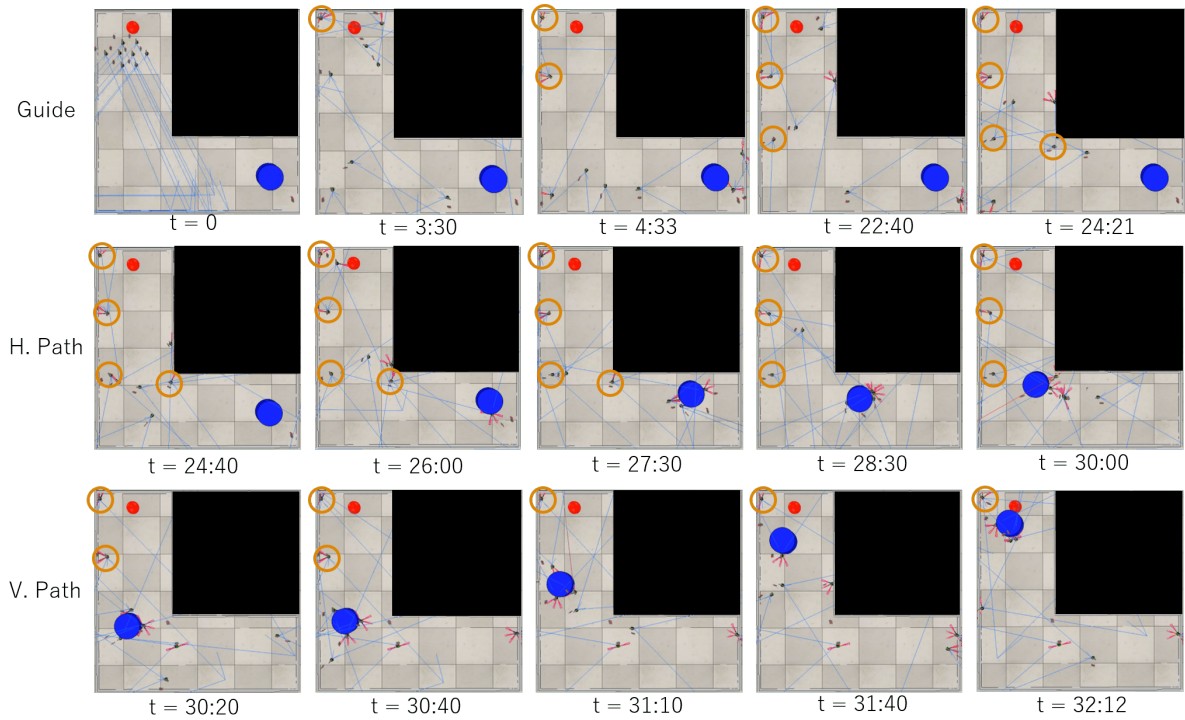 Guide
t = 0
t = 3:30
t = 4:33
t = 22:40
t = 24:21
H. Path
t = 24:40
t = 26:00
t = 27:30
t = 28:30
t = 30:00
V. Path
t = 30:20
t = 30:40
t = 31:10
t = 31:40
t = 32:12